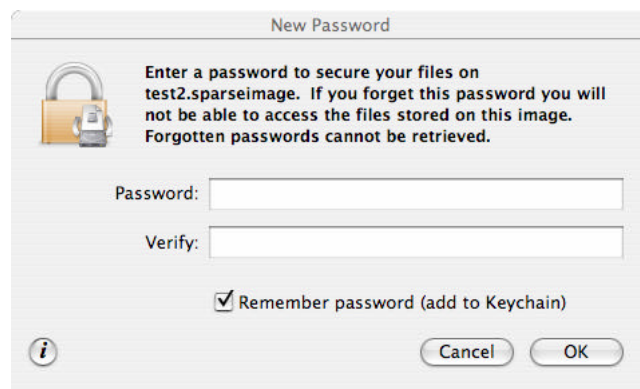 New Password
Enter a password to secure your files on
test2.sparseimage. If you forget this password you will
not be able to access the files stored on this image.
Forgotten passwords cannot be retrieved.
Password:
Verify:
Remember password (add to Keychain)
i
Cancel
OK